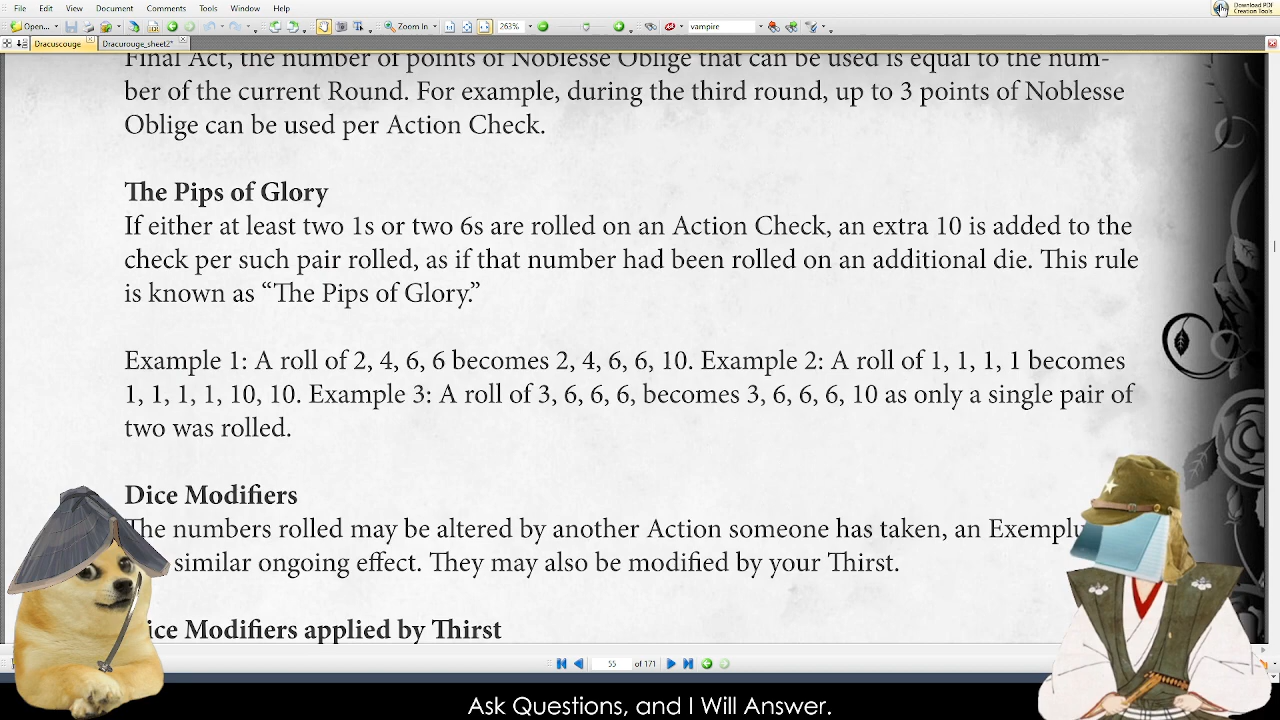 File Edit View Document Comments Tools Window Help
Download PDF
Creation Tools
Open... Zoom In 263% vampire
Dracuscouge Dracurouge_sheet2*
Final Act, the number of points of Noblesse Oblige that can be used is equal to the num-
ber of the current Round. For example, during the third round, up to 3 points of Noblesse
Oblige can be used per Action Check.
The Pips of Glory
If either at least two 1s or two 6s are rolled on an Action Check, an extra 10 is added to the
check per such pair rolled, as if that number had been rolled on an additional die. This rule
is known as “The Pips of Glory.”
Example 1: A roll of 2, 4, 6, 6 becomes 2, 4, 6, 6, 10. Example 2: A roll of 1, 1, 1, 1 becomes
1, 1, 1, 1, 10, 10. Example 3: A roll of 3, 6, 6, 6, becomes 3, 6, 6, 6, 10 as only a single pair of
two was rolled.
Dice Modifiers
The numbers rolled may be altered by another Action someone has taken, an Exemplu
similar ongoing effect. They may also be modified by your Thirst.
ice Modifiers applied by Thirst
55 of 171
Ask Questions, and I Will Answer.